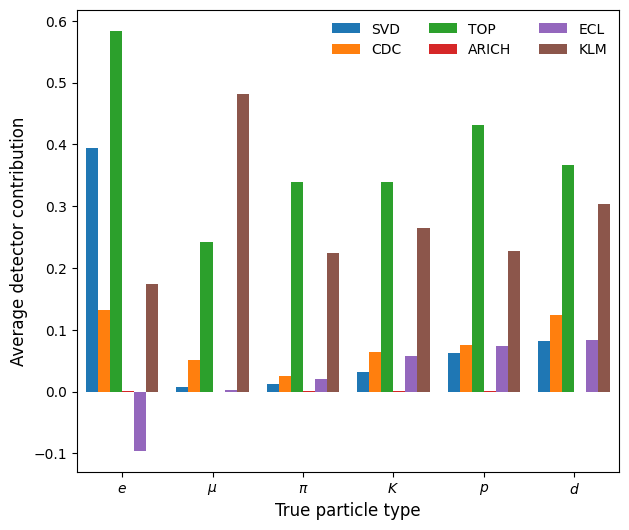 Average detector contribution
0.6
0.5
0.4
0.3
0.2
0.1
0.0
−0.1
SVD
CDC
TOP
ARICH
ECL
KLM
e
μ
π
K
p
d
True particle type